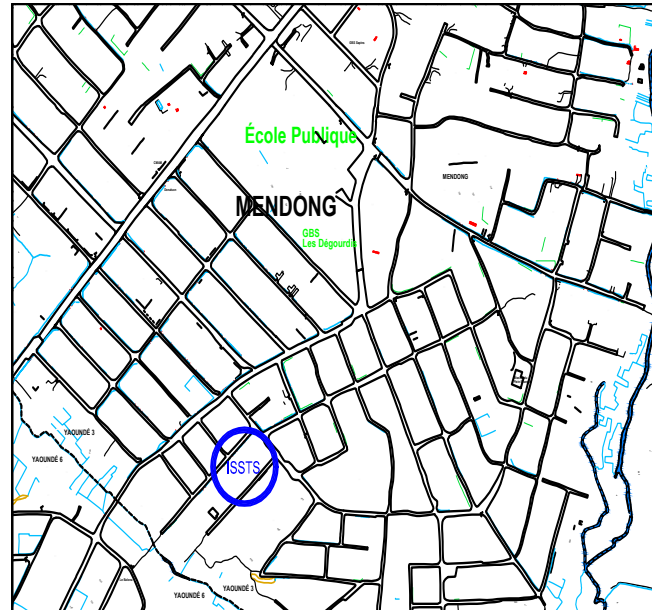 École Publique
MENDONG
MENDONG
GBS
Les Dégourdis
YAOUNDÉ 3
YAOUNDÉ 6
ISSTS
YAOUNDÉ 3
YAOUNDÉ 6